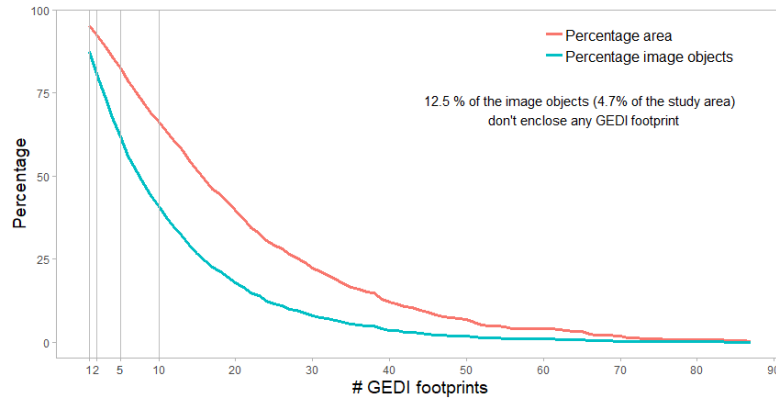 100
Percentage area
Percentage image objects
75
12.5 % of the image objects (4.7% of the study area)
don't enclose any GEDI footprint
Percentage
50
25
0
1 2 5 10 20 30 40 50 60 70 80 90
# GEDI footprints